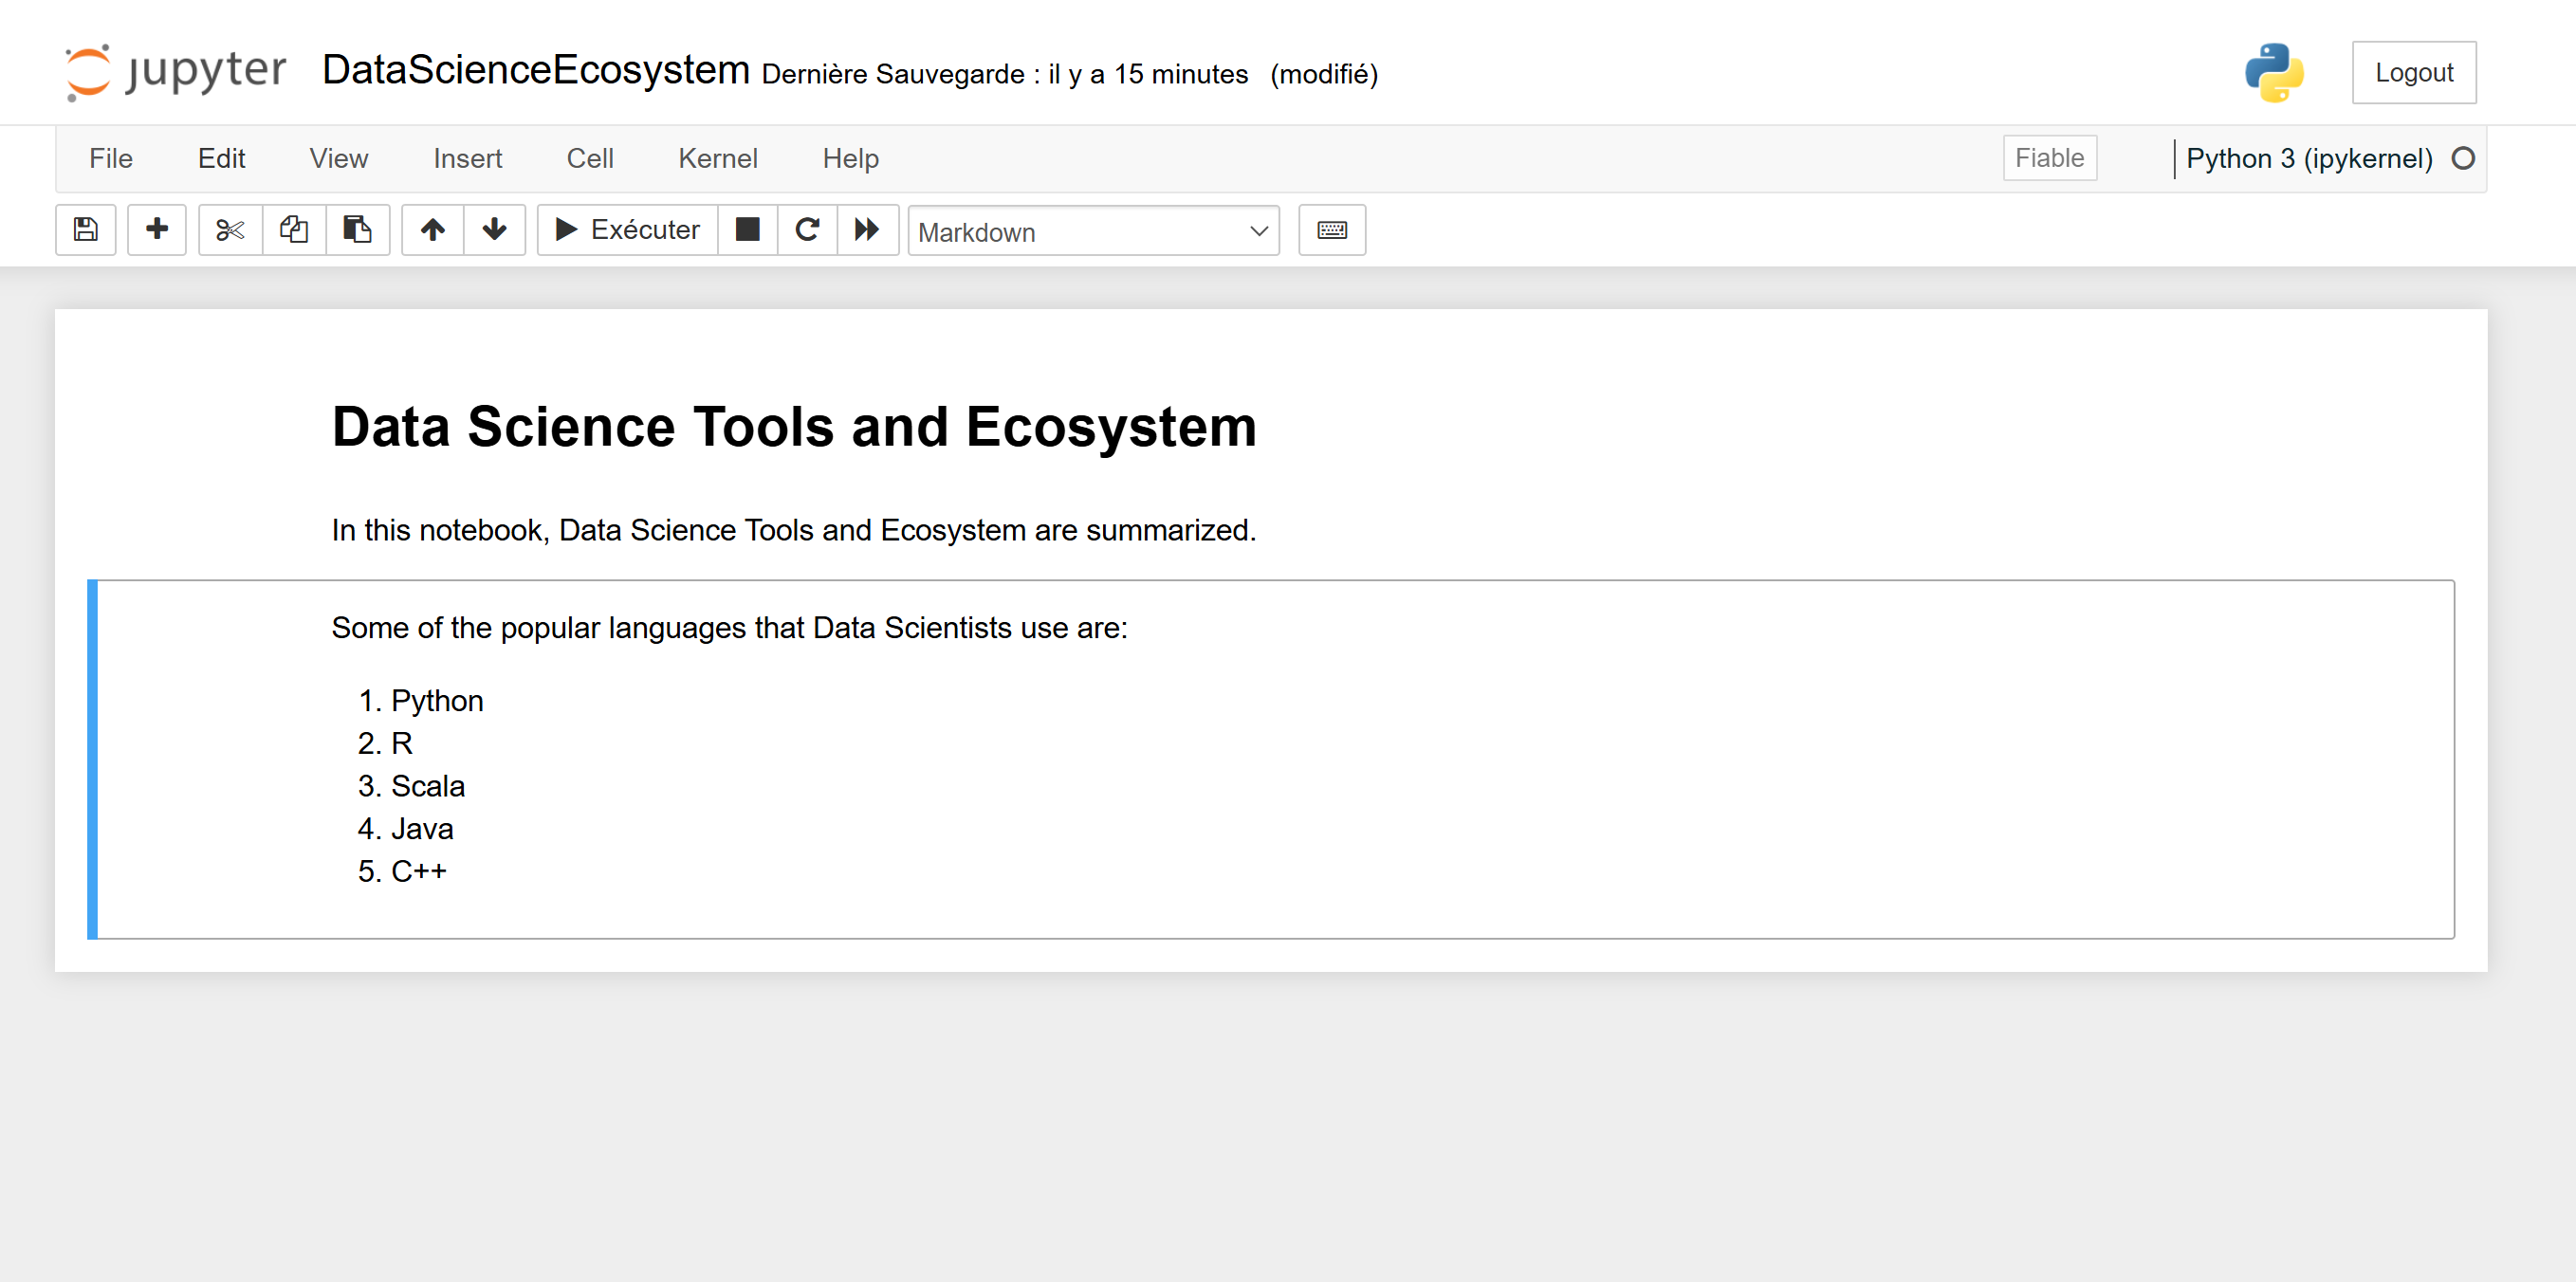 jupyter DataScienceEcosystem Dernière Sauvegarde : il y a 15 minutes (modifié)
Logout
File Edit View Insert Cell Kernel Help
Fiable
Python 3 (ipykernel)
Exécuter
Markdown
Data Science Tools and Ecosystem
In this notebook, Data Science Tools and Ecosystem are summarized.
Some of the popular languages that Data Scientists use are:
1. Python
2. R
3. Scala
4. Java
5. C++